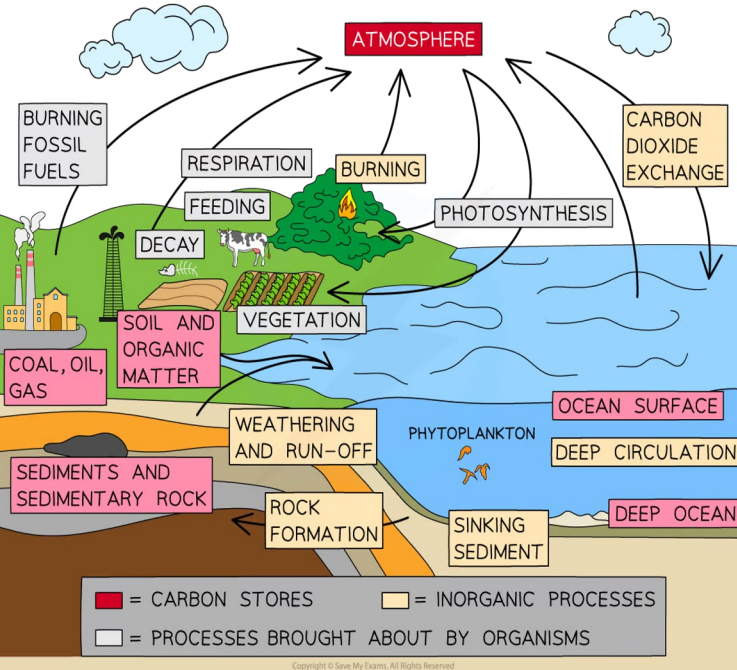 ATMOSPHERE
BURNING
FOSSIL
FUELS
CARBON
DIOXIDE
EXCHANGE
RESPIRATION
BURNING
FEEDING
PHOTOSYNTHESIS
DECAY
VEGETATION
SOIL AND
ORGANIC
MATTER
COAL, OIL,
GAS
OCEAN SURFACE
WEATHERING
AND RUN-OFF
PHYTOPLANKTON
DEEP CIRCULATION
SEDIMENTS AND
SEDIMENTARY ROCK
ROCK
FORMATION
SINKING
SEDIMENT
DEEP OCEAN
= CARBON STORES
= INORGANIC PROCESSES
= PROCESSES BROUGHT ABOUT BY ORGANISMS
Copyright © Save My Exams. All Rights Reserved